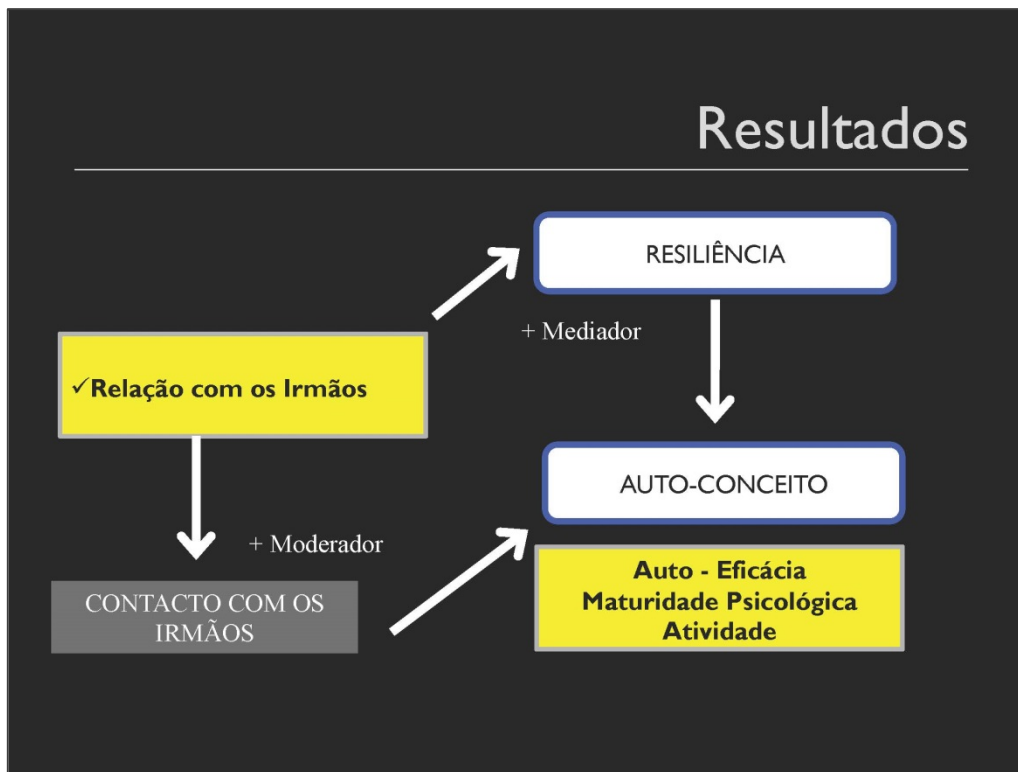 Resultados
RESILIÊNCIA
+ Mediador
✓Relação com os Irmãos
AUTO-CONCEITO
+ Moderador
Auto - Eficácia
Maturidade Psicológica
Atividade
CONTACTO COM OS
IRMÃOS